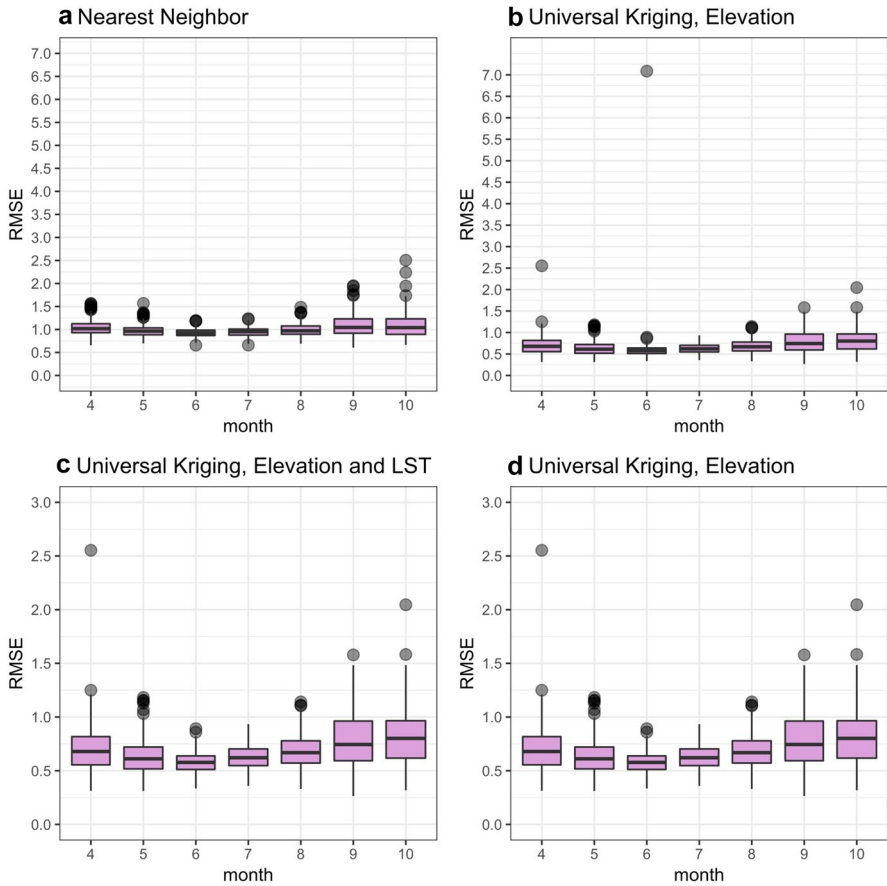 a Nearest Neighbor
7.0
6.5
6.0
5.5
5.0
4.5
4.0
3.5
3.0
2.5
2.0
1.5
1.0
0.5
0.0
RMSE
4 5 6 7 8 9 10
month
b Universal Kriging, Elevation
7.0
6.5
6.0
5.5
5.0
4.5
4.0
3.5
3.0
2.5
2.0
1.5
1.0
0.5
0.0
RMSE
4 5 6 7 8 9 10
month
c Universal Kriging, Elevation and LST
3.0
2.5
2.0
1.5
1.0
0.5
0.0
RMSE
4 5 6 7 8 9 10
month
d Universal Kriging, Elevation
3.0
2.5
2.0
1.5
1.0
0.5
0.0
RMSE
4 5 6 7 8 9 10
month